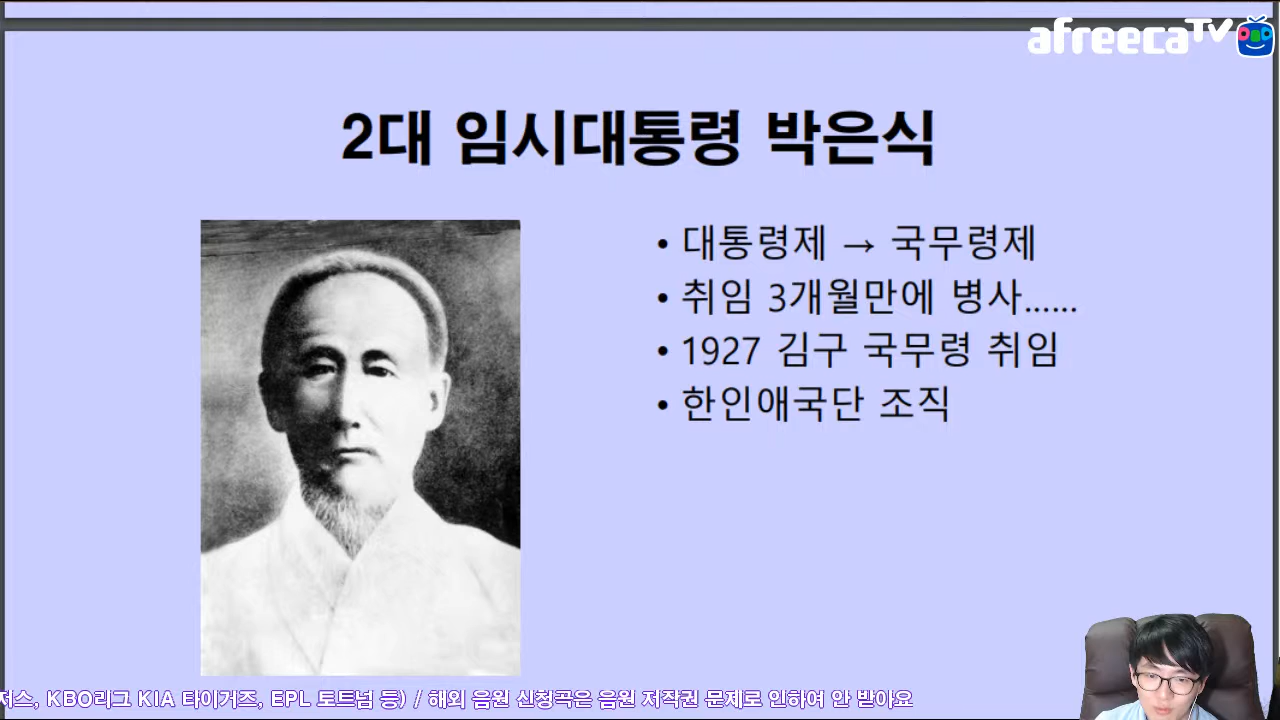 afreecaTV
2대 임시대통령 박은식
• 대통령제 → 국무령제
• 취임 3개월만에 병사......
• 1927 김구 국무령 취임
• 한인애국단 조직
저스, KBO리그 KIA 타이거즈, EPL 토트넘 등) / 해외 음원 신청곡은 음원 저작권 문제로 인하여 안 받아요